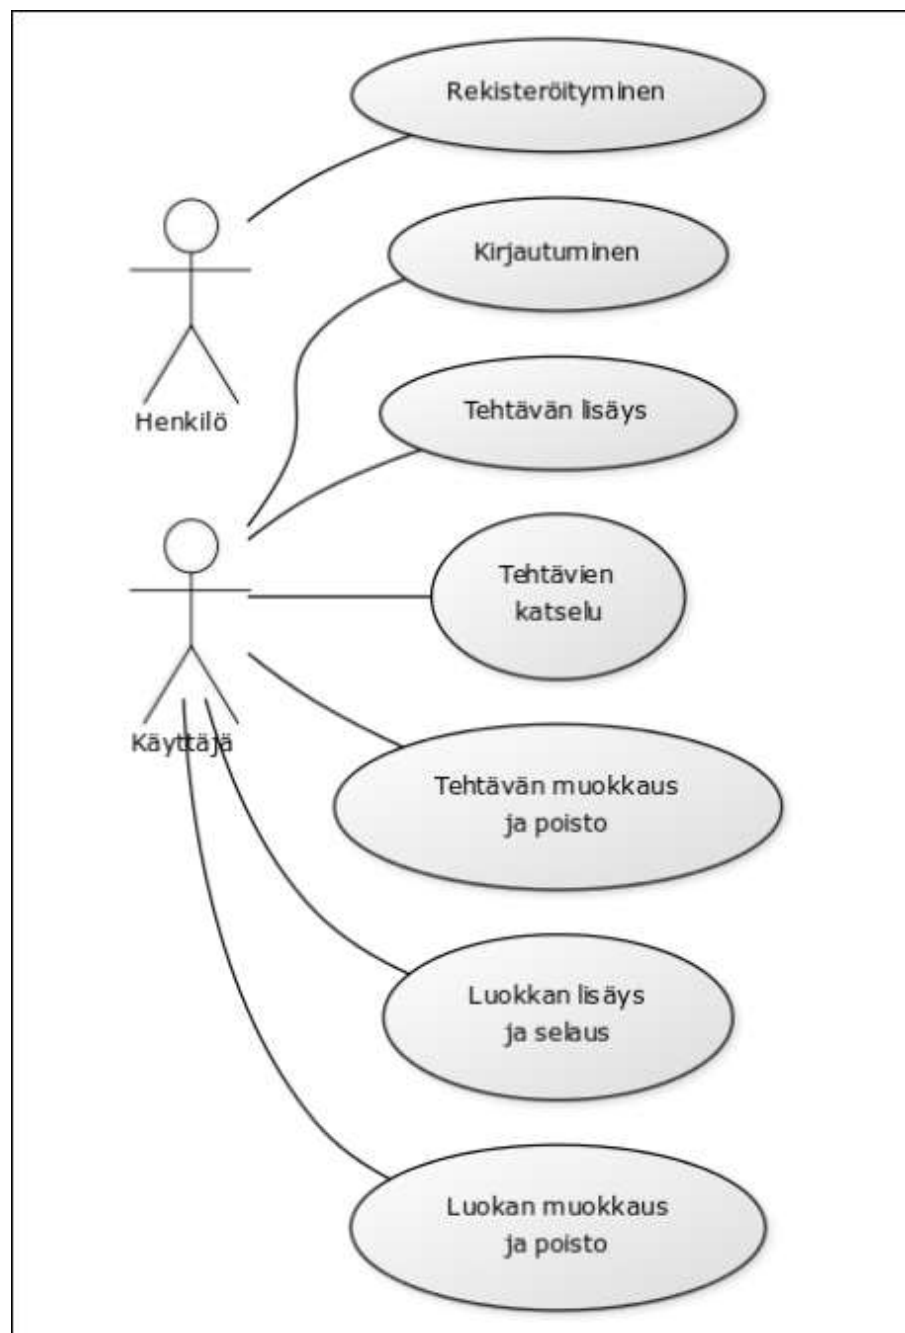 Rekisteröityminen
Kirjautuminen
Henkilö
Tehtävän lisäys
Tehtävien
katselu
Käyttäjä
Tehtävän muokkaus
ja poisto
Luokkan lisäys
ja selaus
Luokan muokkaus
ja poisto